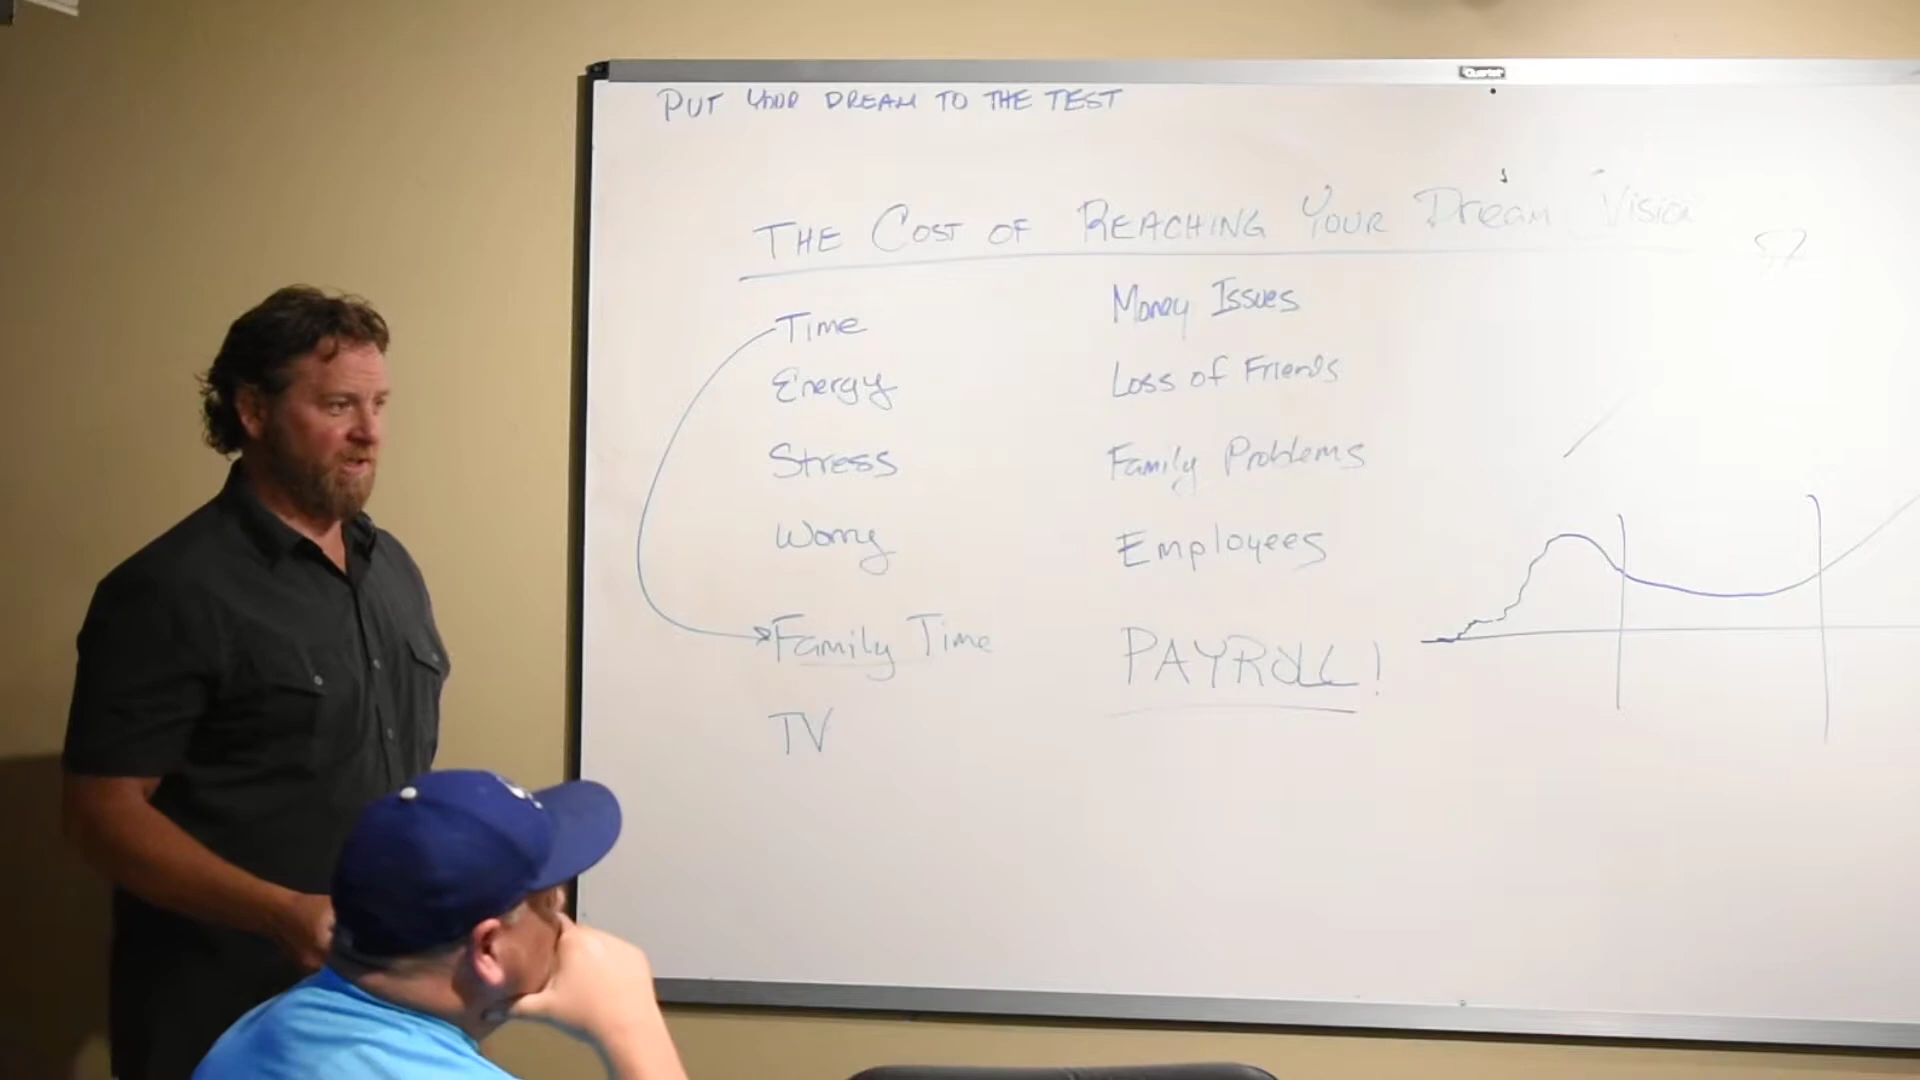 PUT YOUR DREAM TO THE TEST
THE COST OF REACHING YOUR Dream Vision
Time
Energy
Stress
Worry
Family Time
TV
Money Issues
Loss of Friends
Family Problems
Employees
PAYROLL!